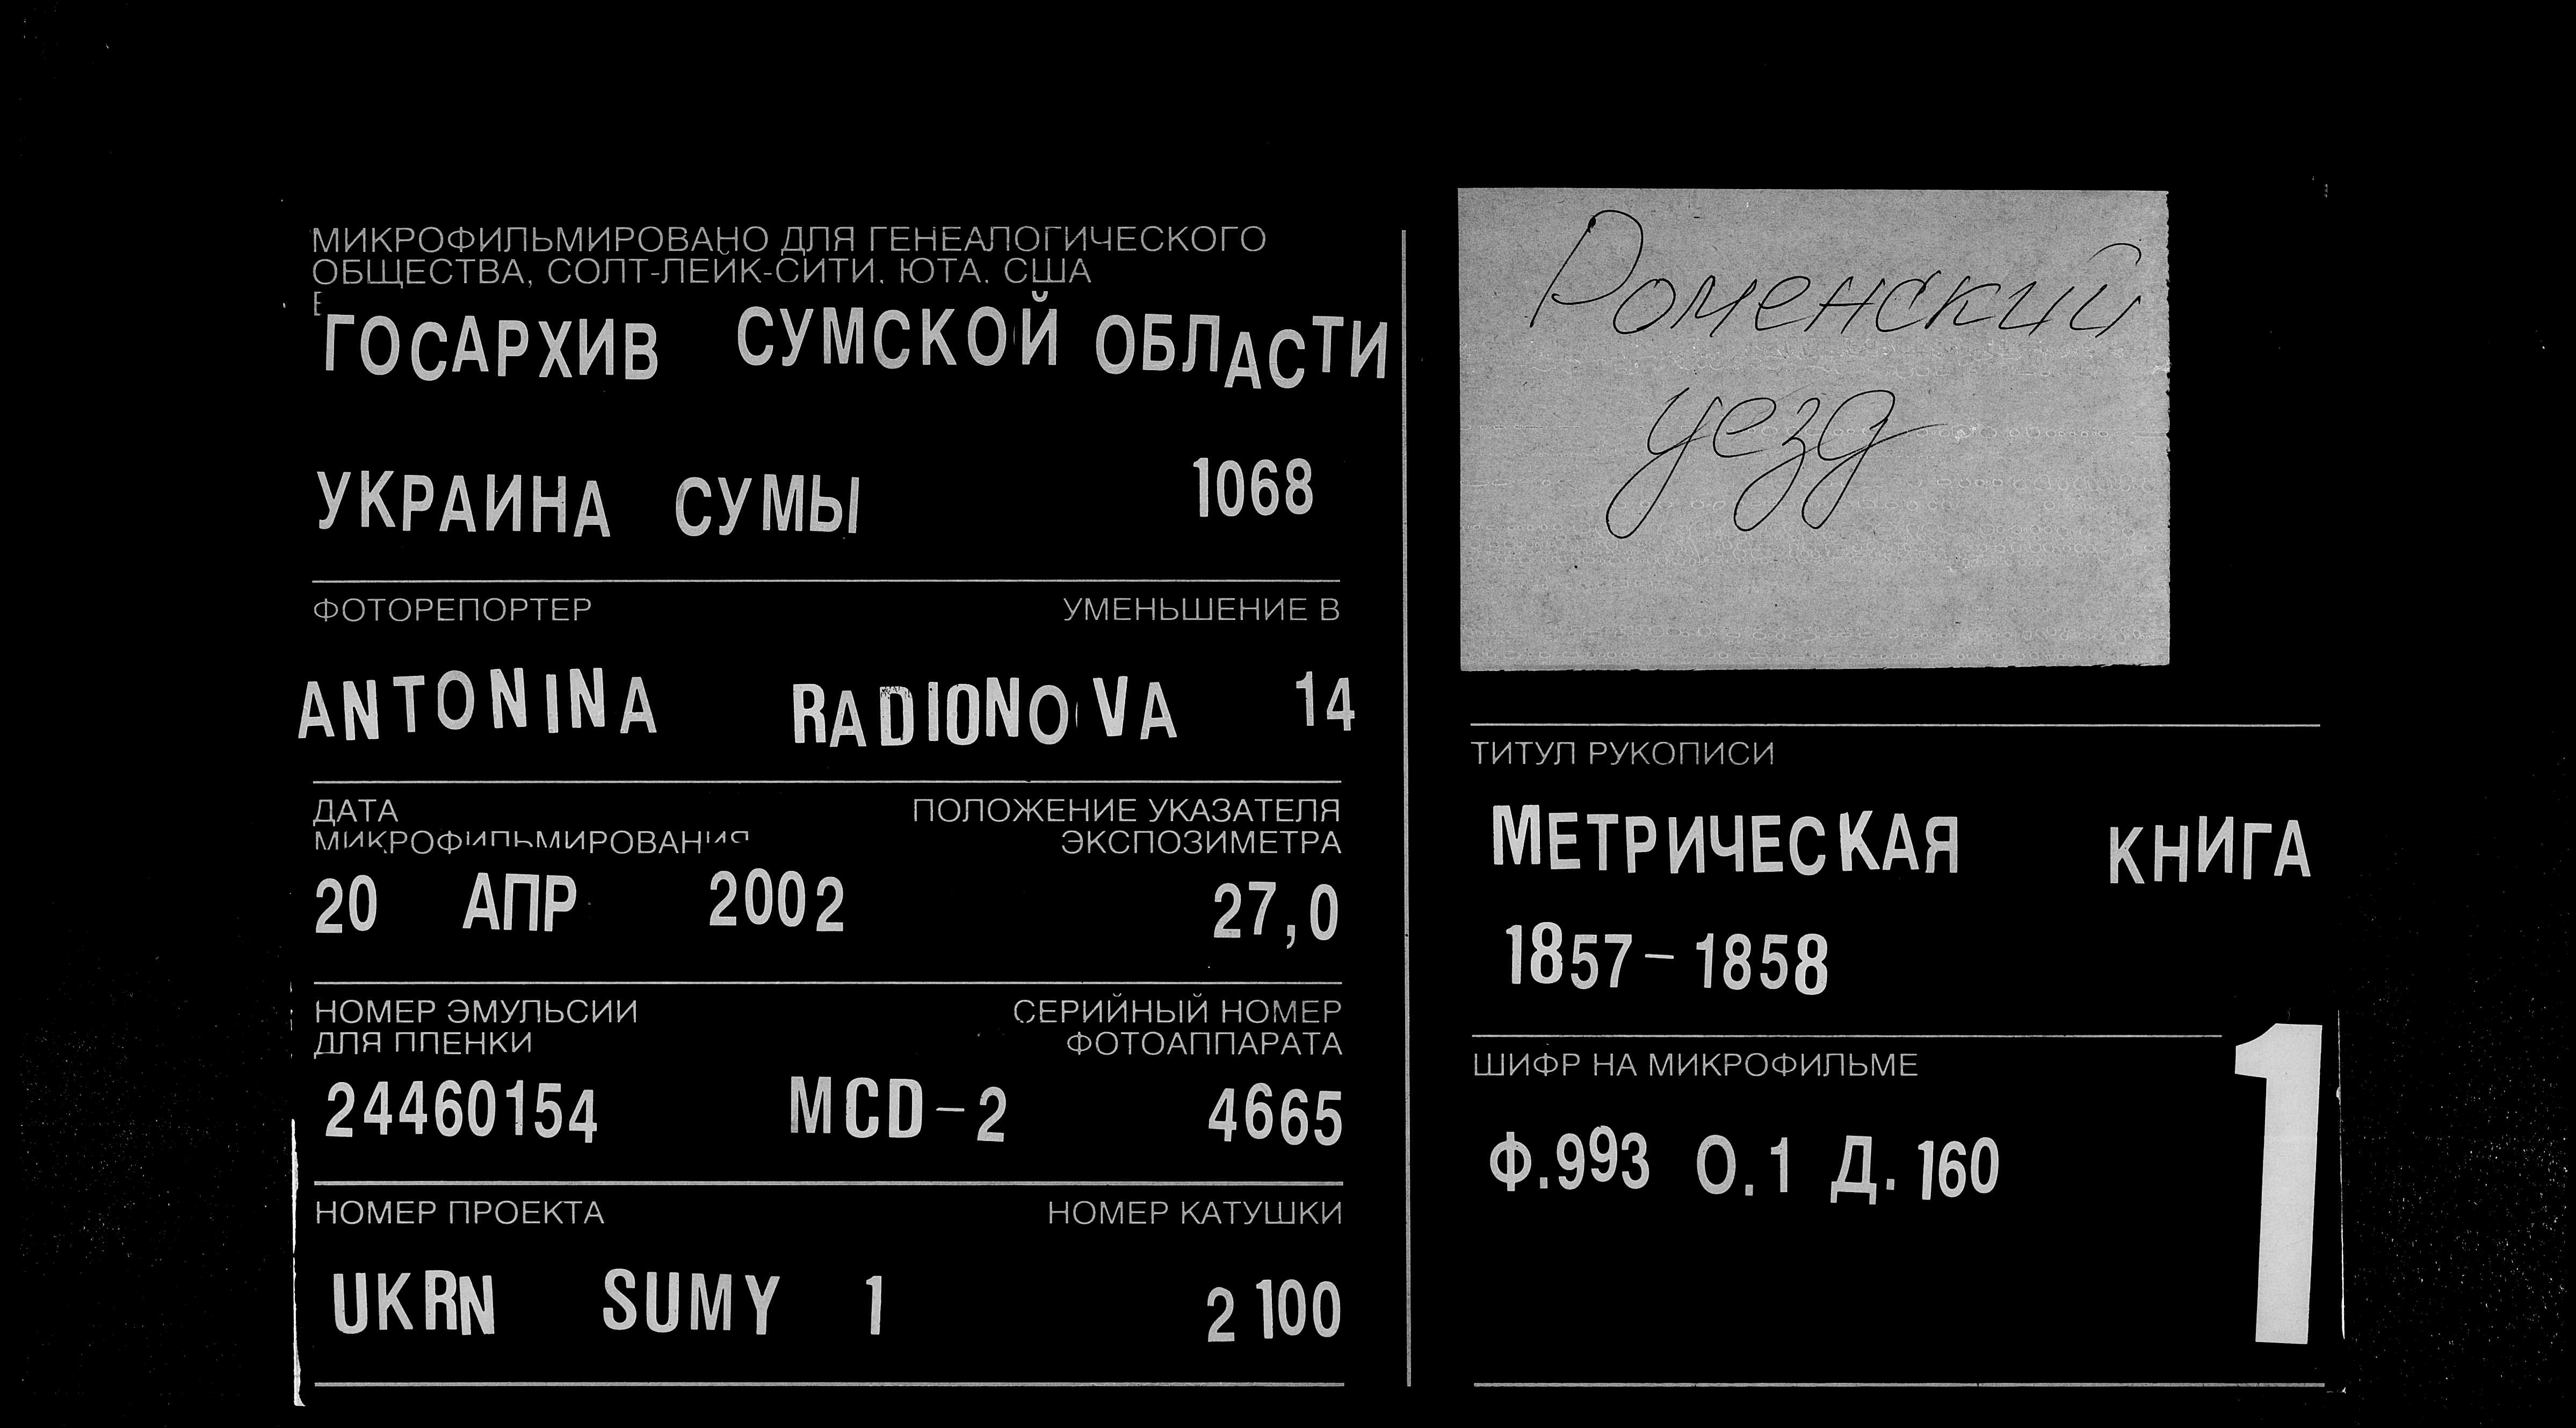 МИКРОФИЛЬМИРОВАНО ДЛЯ ГЕНЕАЛОГИЧЕСКОГО
ОБЩЕСТВА, СОЛТ-ЛЕЙК-СИТИ, ЮТА, США
В
ГОСАРХИВ СУМСКОЙ ОБЛАСТИ
УКРАИНА СУМЫ 1068
ФОТОРЕПОРТЕР УМЕНЬШЕНИЕ В
ANTONINA RADIONOVA 14
ДАТА ПОЛОЖЕНИЕ УКАЗАТЕЛЯ
МИКРОФИЛЬМИРОВАНИЯ ЭКСПОЗИМЕТРА
20 АПР 2002 27,0
НОМЕР ЭМУЛЬСИИ СЕРИЙНЫЙ НОМЕР
ДЛЯ ПЛЕНКИ ФОТОАППАРАТА
24460154 MCD-2 4665
НОМЕР ПРОЕКТА НОМЕР КАТУШКИ
UKRN SUMY 1 2100
Роменский
уезд
ТИТУЛ РУКОПИСИ
МЕТРИЧЕСКАЯ КНИГА
1857-1858
ШИФР НА МИКРОФИЛЬМЕ
Ф.993 О.1 Д.160
1